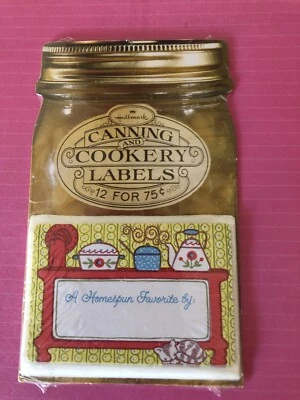 Hallmark
CANNING
AND
COOKERY
LABELS
12 FOR 75¢
A Homespun Favorite by: